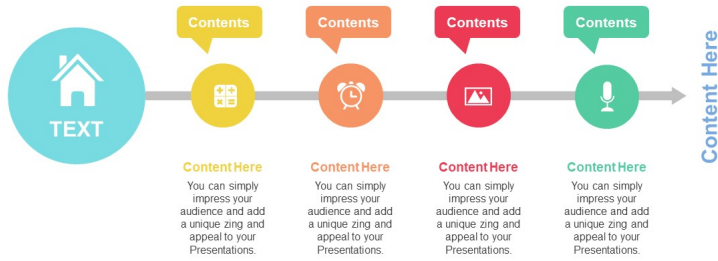 Contents
Contents
Contents
Contents
TEXT
Content Here
Content Here
You can simply
impress your
audience and add
a unique zing and
appeal to your
Presentations.
Content Here
You can simply
impress your
audience and add
a unique zing and
appeal to your
Presentations.
Content Here
You can simply
impress your
audience and add
a unique zing and
appeal to your
Presentations.
Content Here
You can simply
impress your
audience and add
a unique zing and
appeal to your
Presentations.